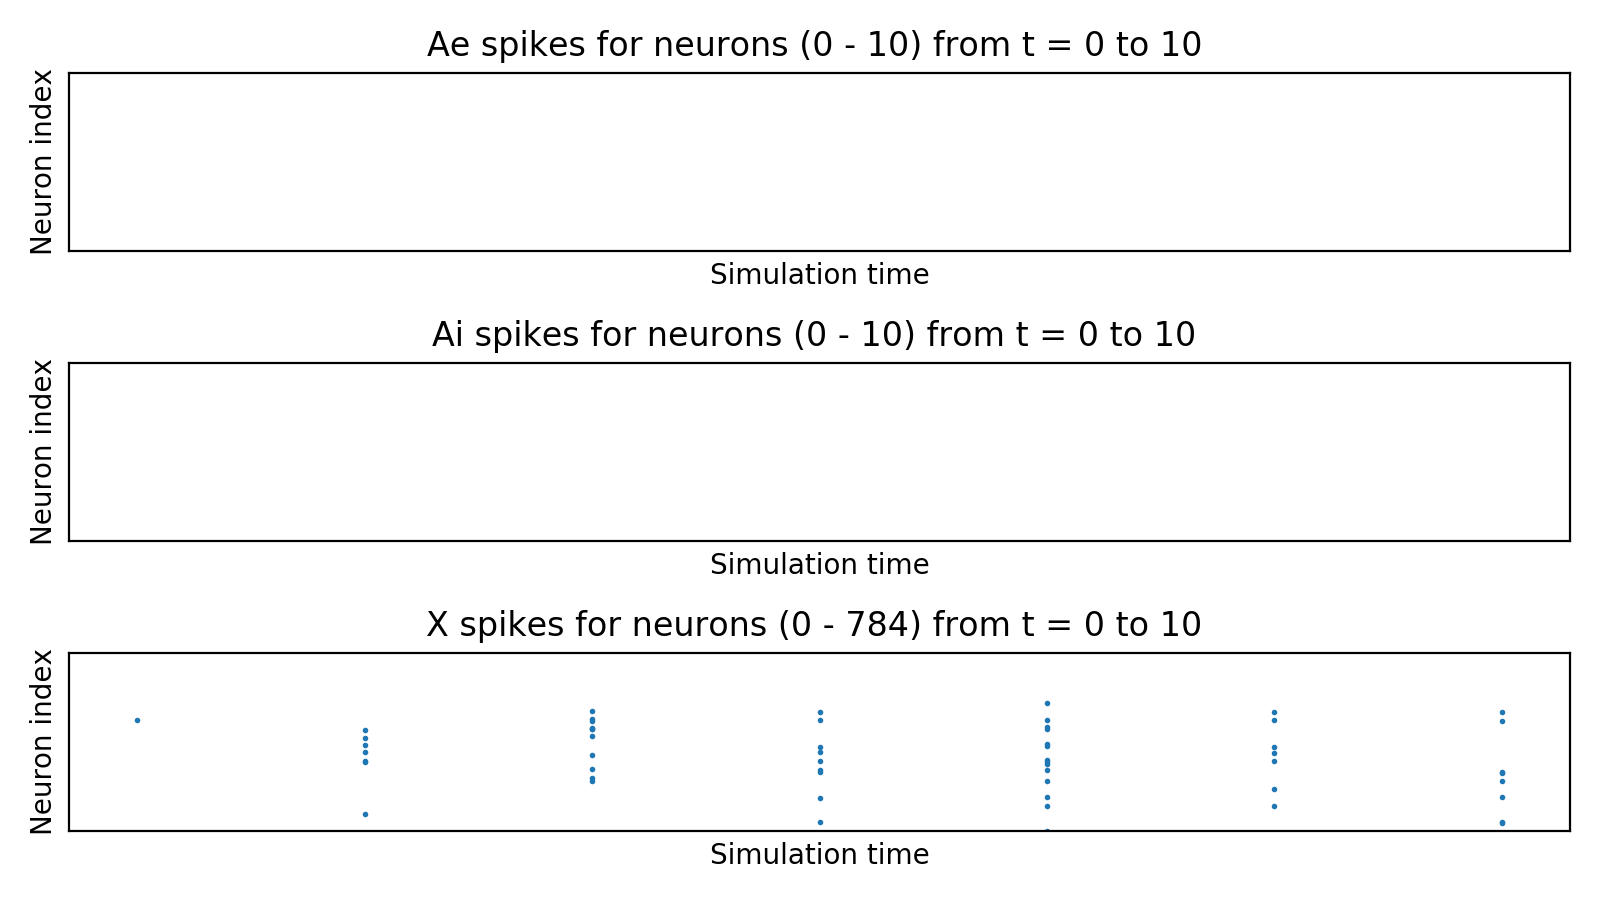 Ae spikes for neurons (0 - 10) from t = 0 to 10
Neuron index
Simulation time
Ai spikes for neurons (0 - 10) from t = 0 to 10
Neuron index
Simulation time
X spikes for neurons (0 - 784) from t = 0 to 10
Neuron index
Simulation time